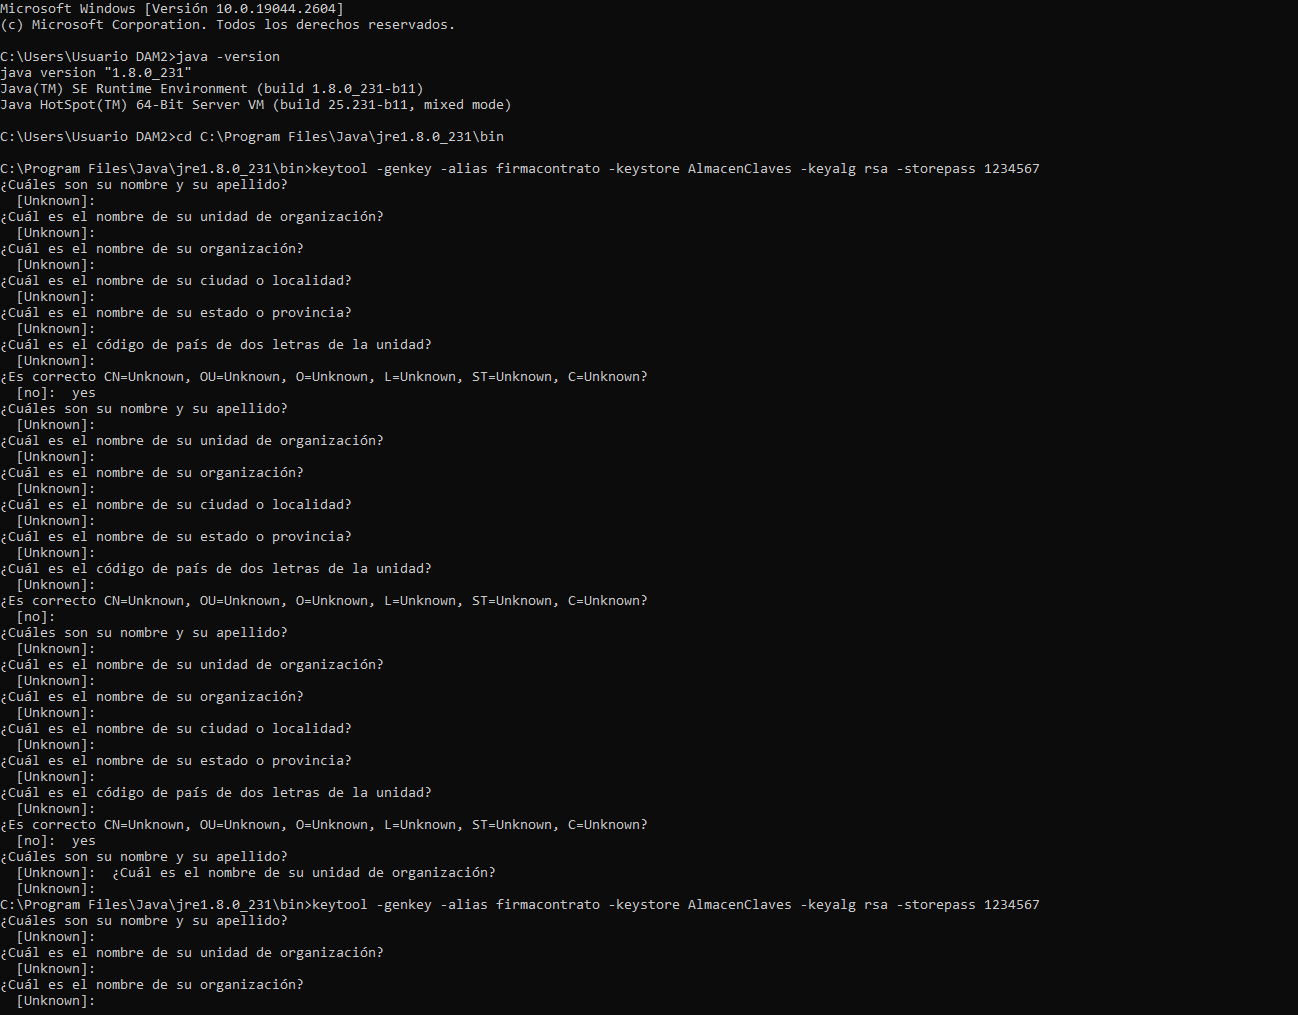 Microsoft Windows [Versión 10.0.19044.2604]
(c) Microsoft Corporation. Todos los derechos reservados.
C:\Users\Usuario DAM2>java -version
java version "1.8.0_231"
Java(TM) SE Runtime Environment (build 1.8.0_231-b11)
Java HotSpot(TM) 64-Bit Server VM (build 25.231-b11, mixed mode)
C:\Users\Usuario DAM2>cd C:\Program Files\Java\jre1.8.0_231\bin
C:\Program Files\Java\jre1.8.0_231\bin>keytool -genkey -alias firmacontrato -keystore AlmacenClaves -keyalg rsa -storepass 1234567
¿Cuáles son su nombre y su apellido?
  [Unknown]:
¿Cuál es el nombre de su unidad de organización?
  [Unknown]:
¿Cuál es el nombre de su organización?
  [Unknown]:
¿Cuál es el nombre de su ciudad o localidad?
  [Unknown]:
¿Cuál es el nombre de su estado o provincia?
  [Unknown]:
¿Cuál es el código de país de dos letras de la unidad?
  [Unknown]:
¿Es correcto CN=Unknown, OU=Unknown, O=Unknown, L=Unknown, ST=Unknown, C=Unknown?
  [no]:  yes
¿Cuáles son su nombre y su apellido?
  [Unknown]:
¿Cuál es el nombre de su unidad de organización?
  [Unknown]:
¿Cuál es el nombre de su organización?
  [Unknown]:
¿Cuál es el nombre de su ciudad o localidad?
  [Unknown]:
¿Cuál es el nombre de su estado o provincia?
  [Unknown]:
¿Cuál es el código de país de dos letras de la unidad?
  [Unknown]:
¿Es correcto CN=Unknown, OU=Unknown, O=Unknown, L=Unknown, ST=Unknown, C=Unknown?
  [no]:
¿Cuáles son su nombre y su apellido?
  [Unknown]:
¿Cuál es el nombre de su unidad de organización?
  [Unknown]:
¿Cuál es el nombre de su organización?
  [Unknown]:
¿Cuál es el nombre de su ciudad o localidad?
  [Unknown]:
¿Cuál es el nombre de su estado o provincia?
  [Unknown]:
¿Cuál es el código de país de dos letras de la unidad?
  [Unknown]:
¿Es correcto CN=Unknown, OU=Unknown, O=Unknown, L=Unknown, ST=Unknown, C=Unknown?
  [no]:  yes
¿Cuáles son su nombre y su apellido?
  [Unknown]:  ¿Cuál es el nombre de su unidad de organización?
  [Unknown]:
C:\Program Files\Java\jre1.8.0_231\bin>keytool -genkey -alias firmacontrato -keystore AlmacenClaves -keyalg rsa -storepass 1234567
¿Cuáles son su nombre y su apellido?
  [Unknown]:
¿Cuál es el nombre de su unidad de organización?
  [Unknown]:
¿Cuál es el nombre de su organización?
  [Unknown]: